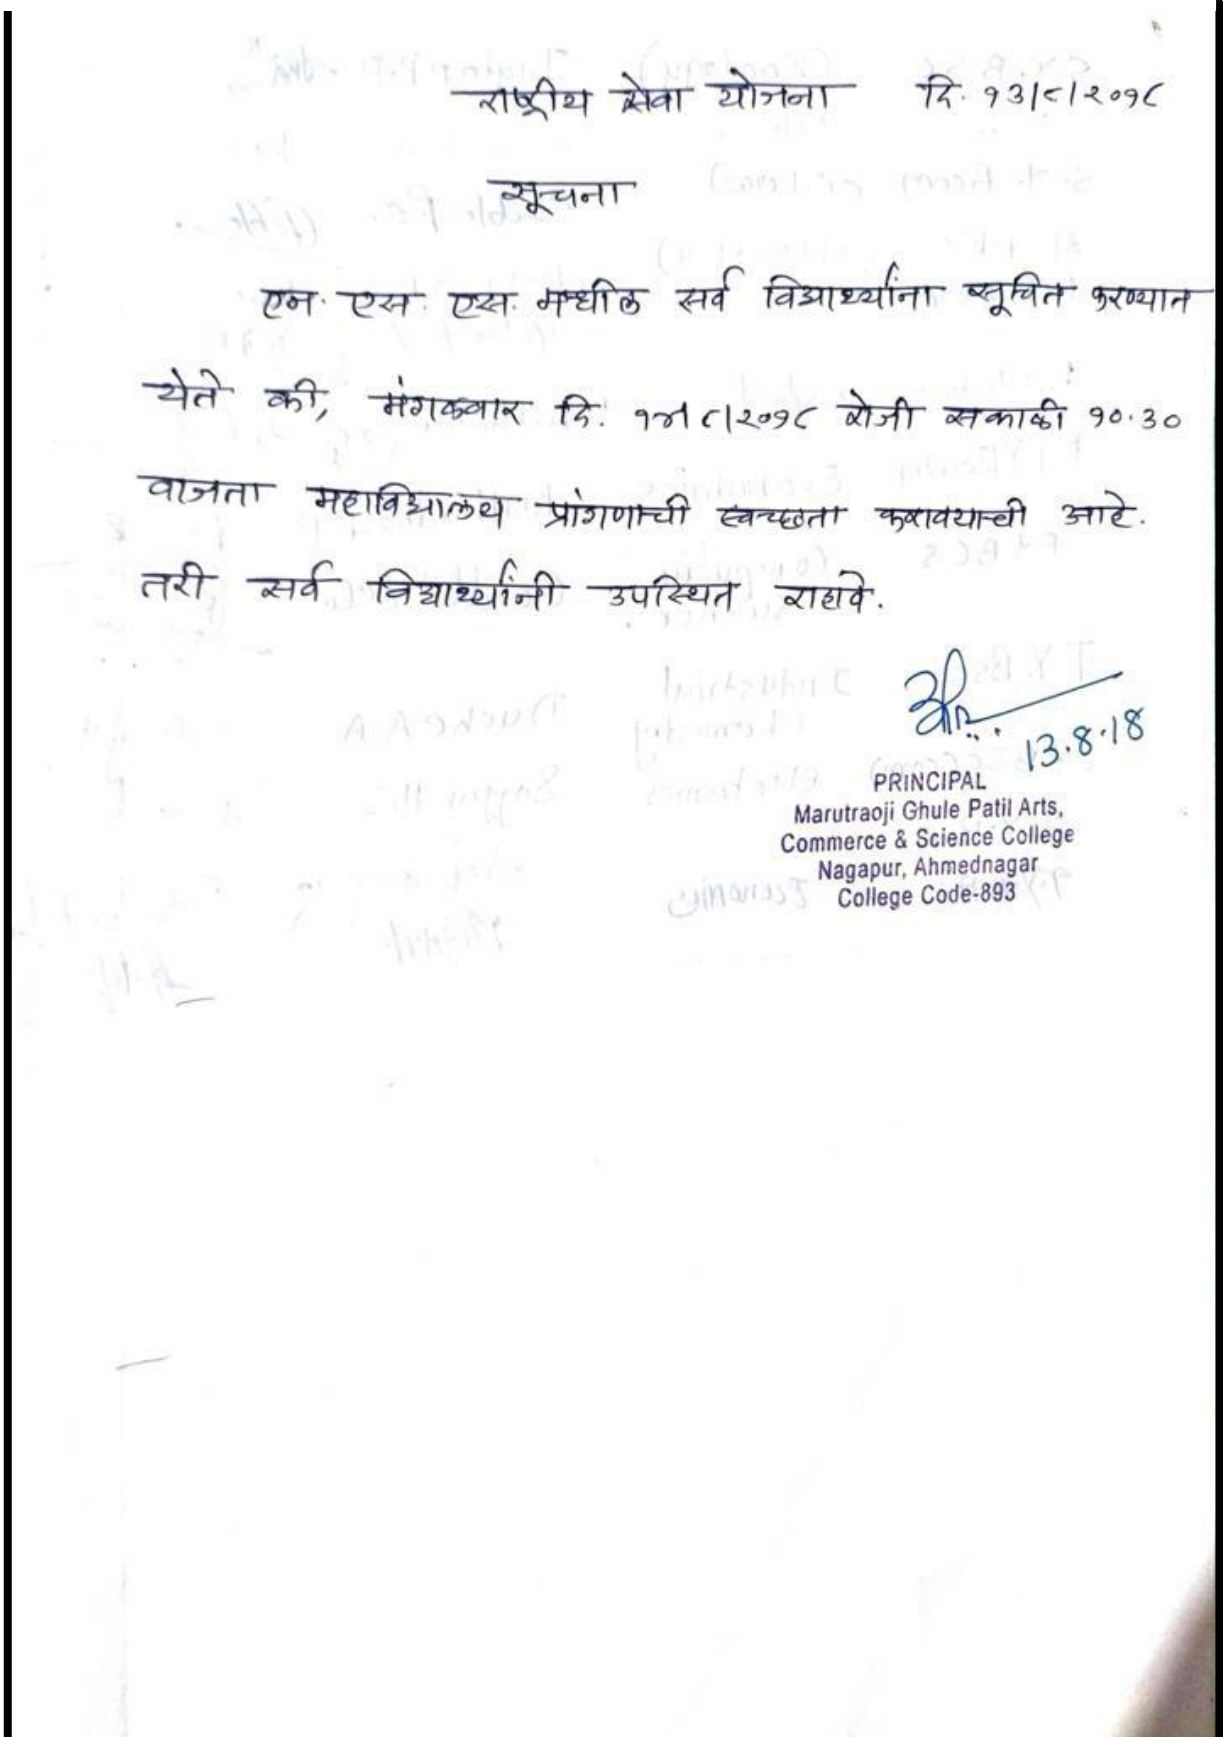 राष्ट्रीय सेवा योजना दि. १३/८/२०१८
सूचना
एन. एस. एस. मधील सर्व विद्यार्थ्यांना सूचित करण्यात
येते की, मंगळवार दि. १४/८/२०१८ रोजी सकाळी १०.३०
वाजता महाविद्यालय प्रांगणाची स्वच्छता करावयाची आहे.
तरी सर्व विद्यार्थ्यांनी उपस्थित राहावे.
13.8.18
PRINCIPAL
Marutraoji Ghule Patil Arts,
Commerce & Science College
Nagapur, Ahmednagar
College Code-893